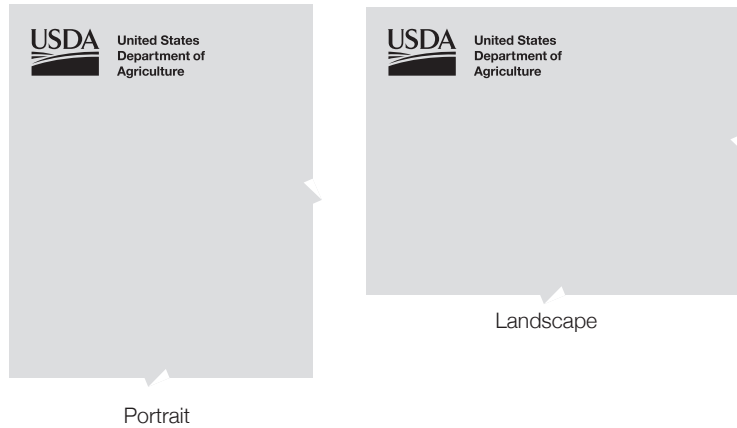 USDA
United States
Department of
Agriculture
Portrait
USDA
United States
Department of
Agriculture
Landscape